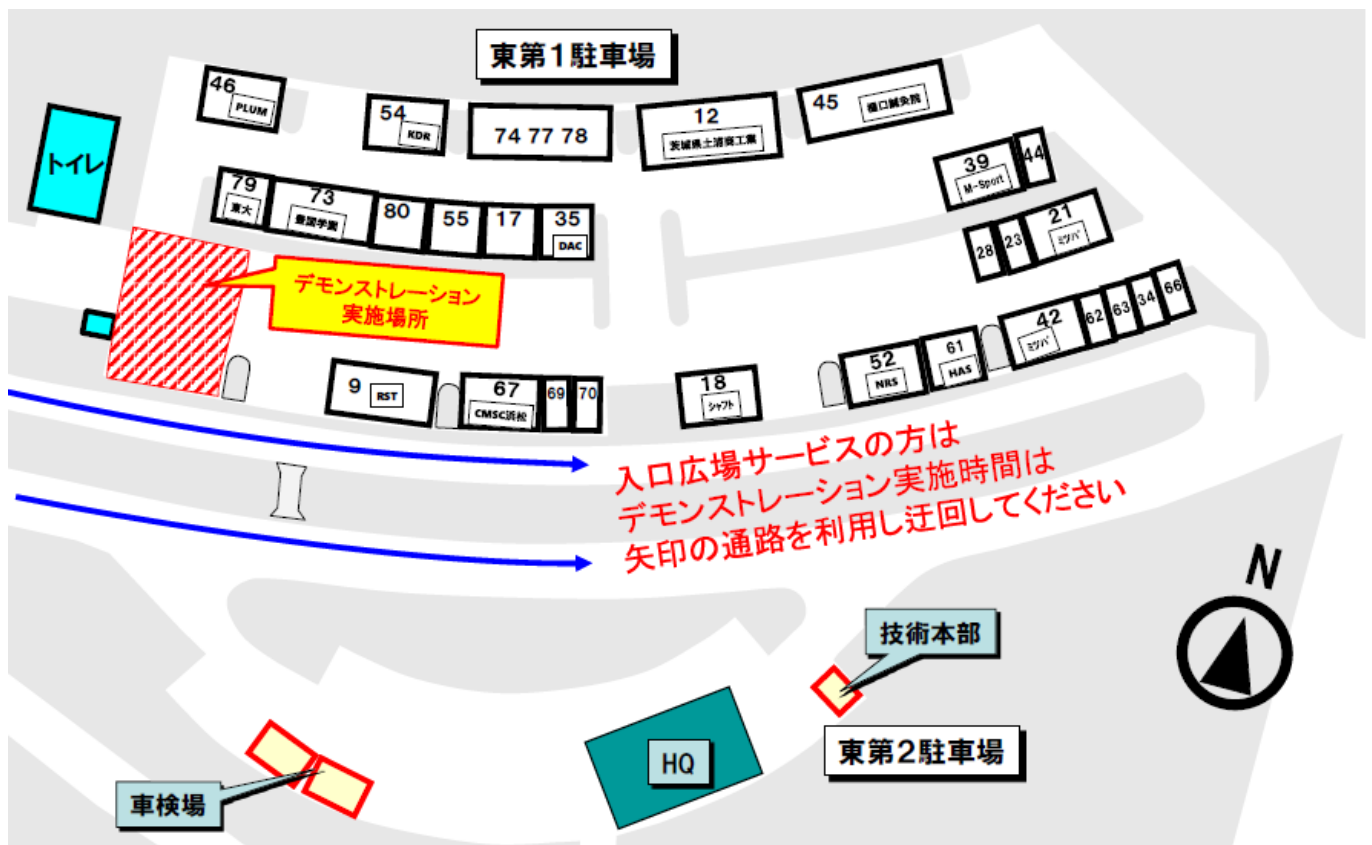 東第1駐車場
46
PLUM
54
KDR
74 77 78
12
茨城県土浦商工業
45
橋口鍼灸院
39
M-Sport
44
トイレ
79
東大
73
豊国学園
80
55
17
35
DAC
28
23
21
ミツバ
デモンストレーション
実施場所
9
RST
67
CMSC浜松
69
70
18
シャフト
52
NRS
61
HAS
42
ミツバ
62
63
34
66
入口広場サービスの方は
デモンストレーション実施時間は
矢印の通路を利用し迂回してください
N
技術本部
東第2駐車場
HQ
車検場